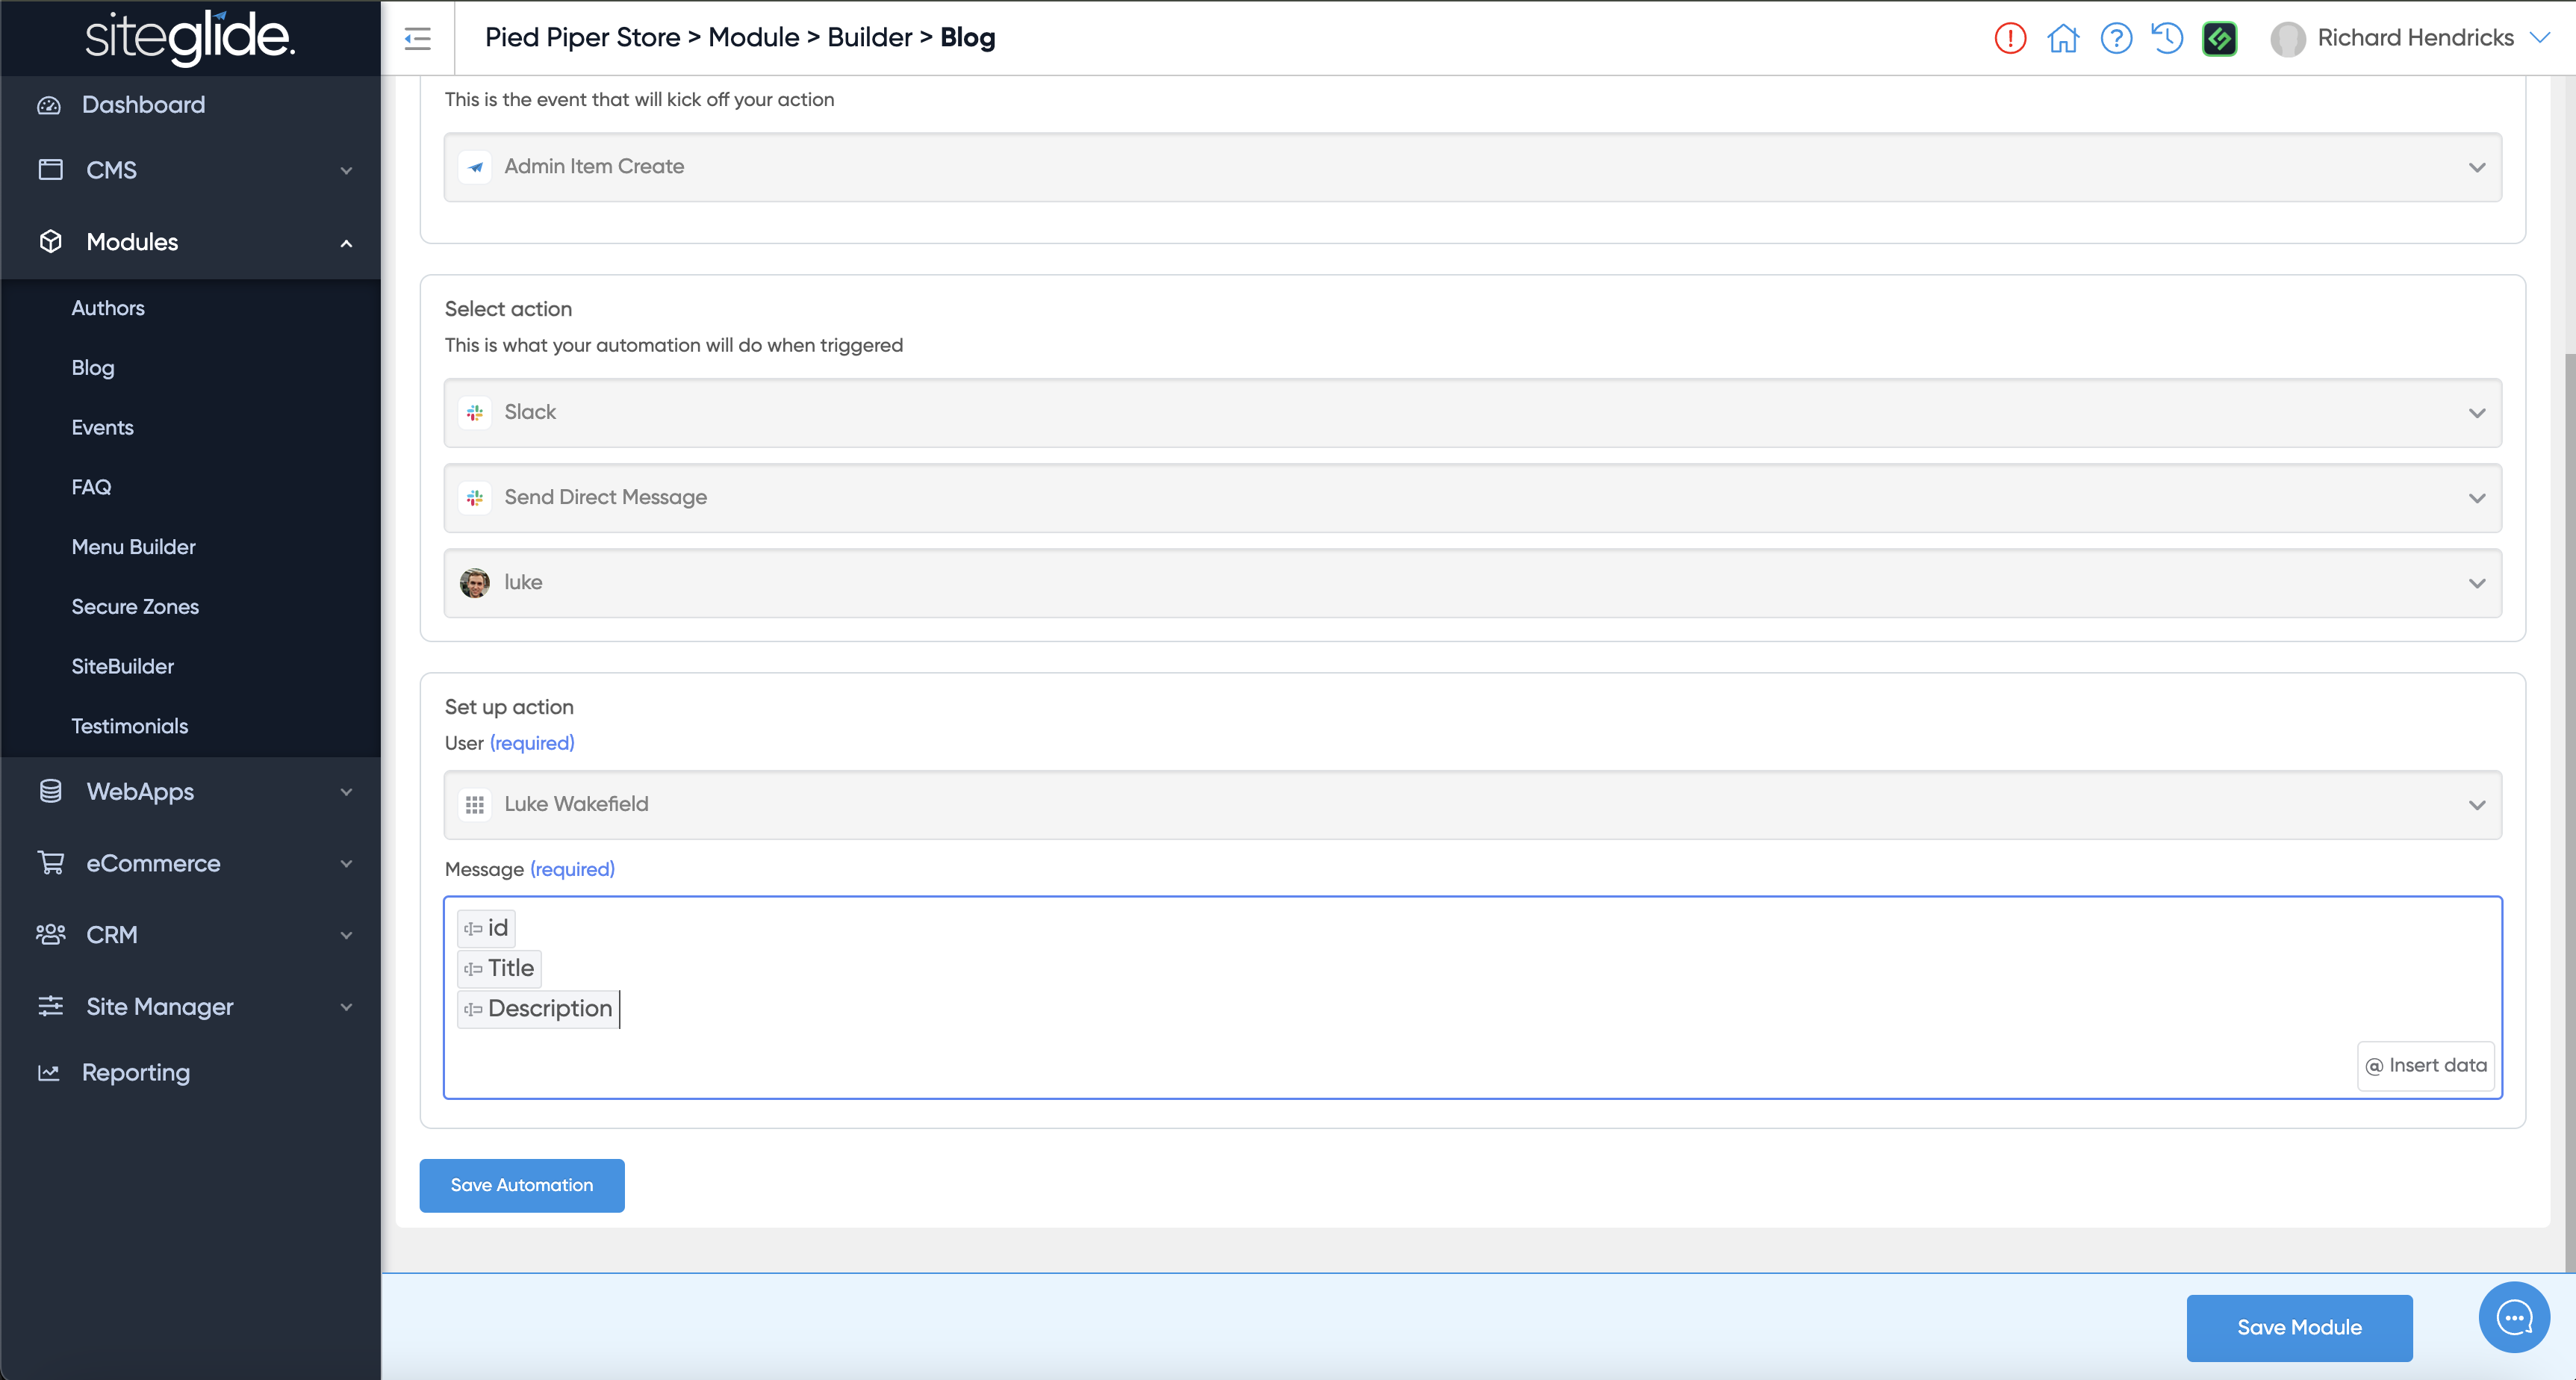 siteglide.
Pied Piper Store > Module > Builder > Blog
Richard Hendricks
Dashboard
CMS
Modules
Authors
Blog
Events
FAQ
Menu Builder
Secure Zones
SiteBuilder
Testimonials
WebApps
eCommerce
CRM
Site Manager
Reporting
This is the event that will kick off your action
Admin Item Create
Select action
This is what your automation will do when triggered
Slack
Send Direct Message
luke
Set up action
User (required)
Luke Wakefield
Message (required)
id
Title
Description
@ Insert data
Save Automation
Save Module